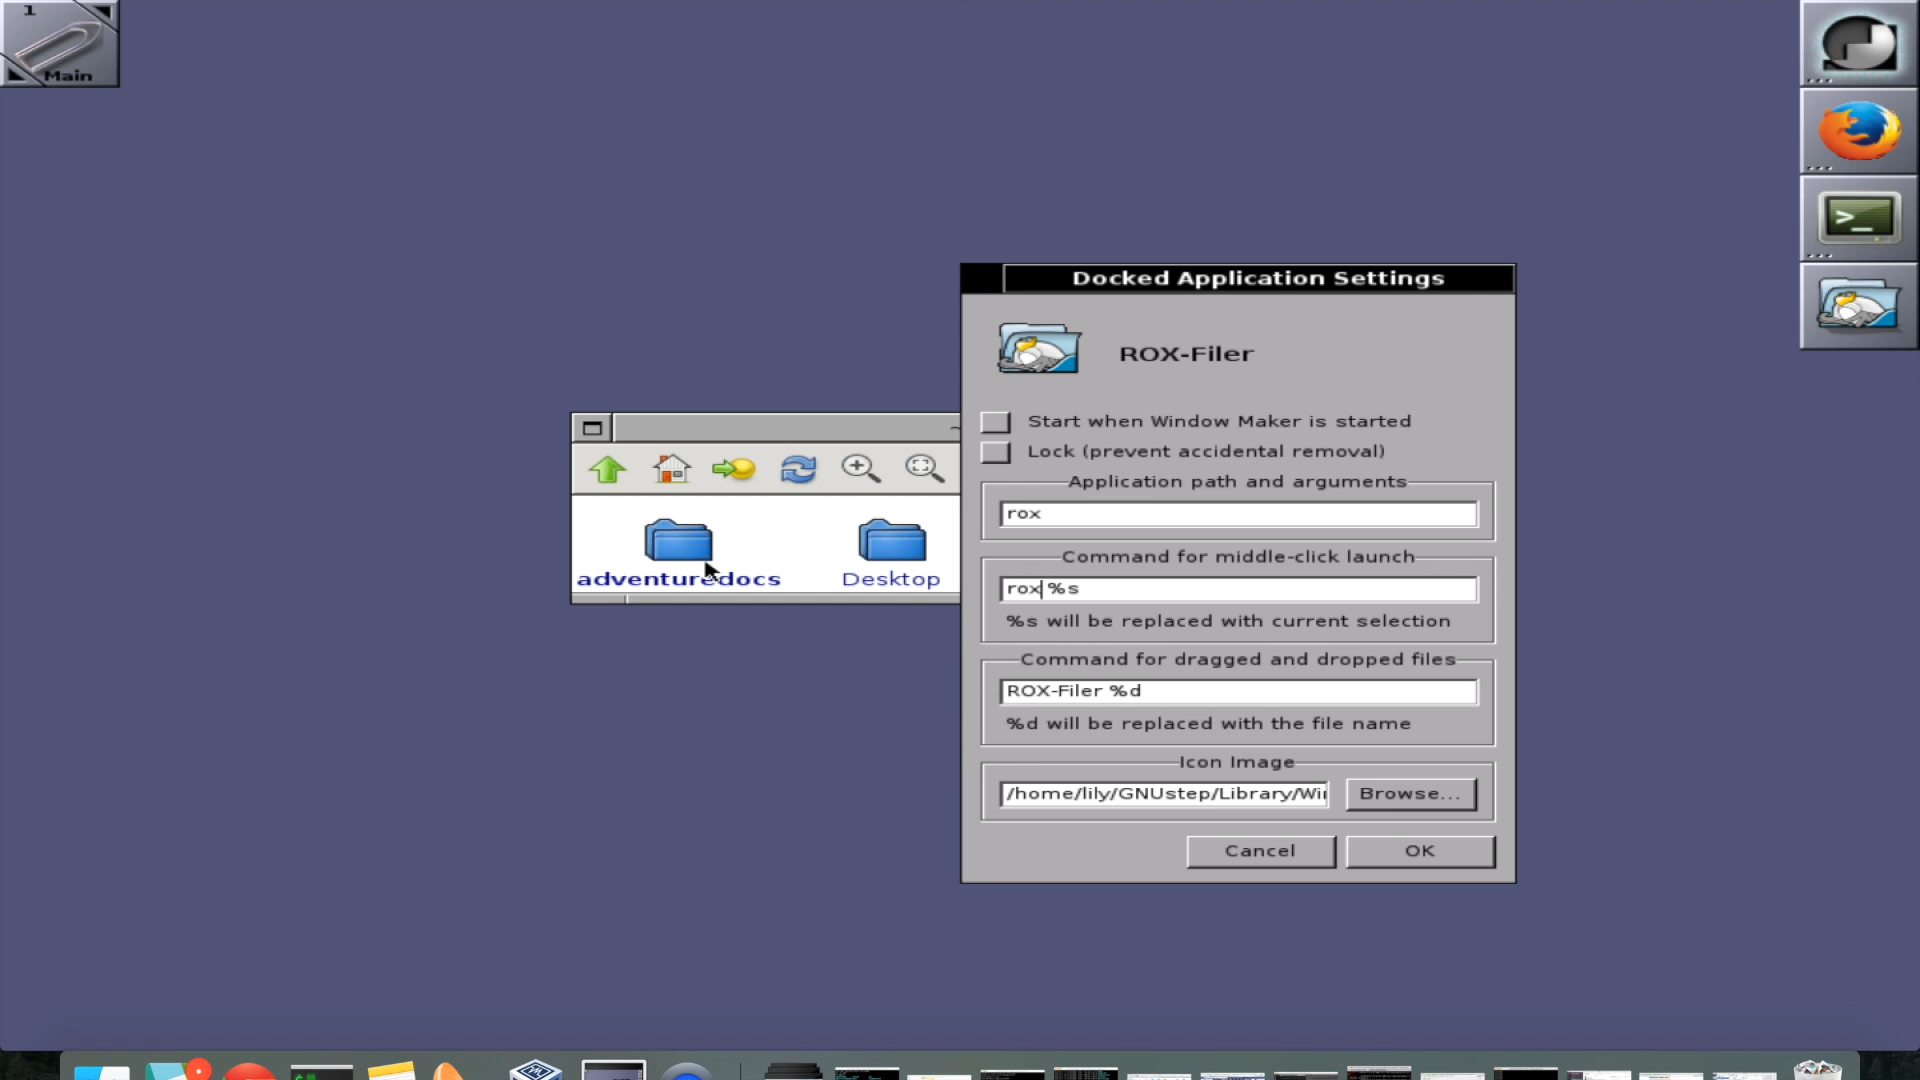 1
Main
Docked Application Settings
ROX-Filer
Start when Window Maker is started
Lock (prevent accidental removal)
Application path and arguments
rox
Command for middle-click launch
rox %s
%s will be replaced with current selection
Command for dragged and dropped files
ROX-Filer %d
%d will be replaced with the file name
Icon Image
/home/lily/GNUstep/Library/Wi
Browse...
Cancel
OK
~
adventuredocs
Desktop
>_